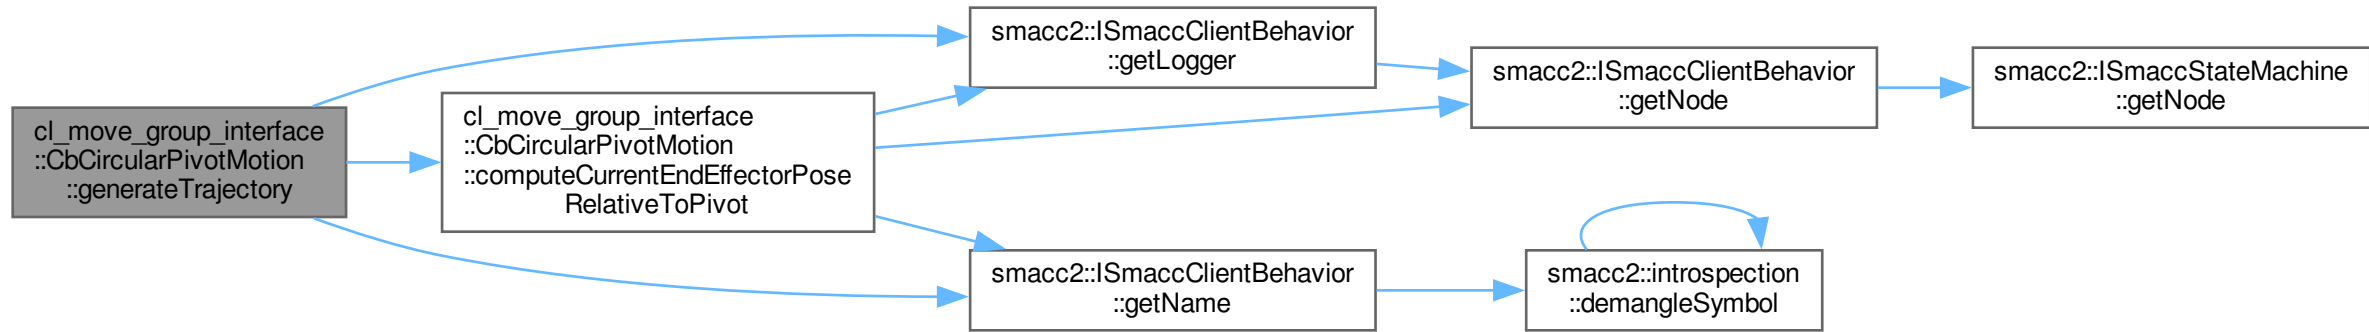 cl_move_group_interface
::CbCircularPivotMotion
::generateTrajectory
cl_move_group_interface
::CbCircularPivotMotion
::computeCurrentEndEffectorPose
RelativeToPivot
smacc2::ISmaccClientBehavior
::getLogger
smacc2::ISmaccClientBehavior
::getNode
smacc2::ISmaccStateMachine
::getNode
smacc2::ISmaccClientBehavior
::getName
smacc2::introspection
::demangleSymbol